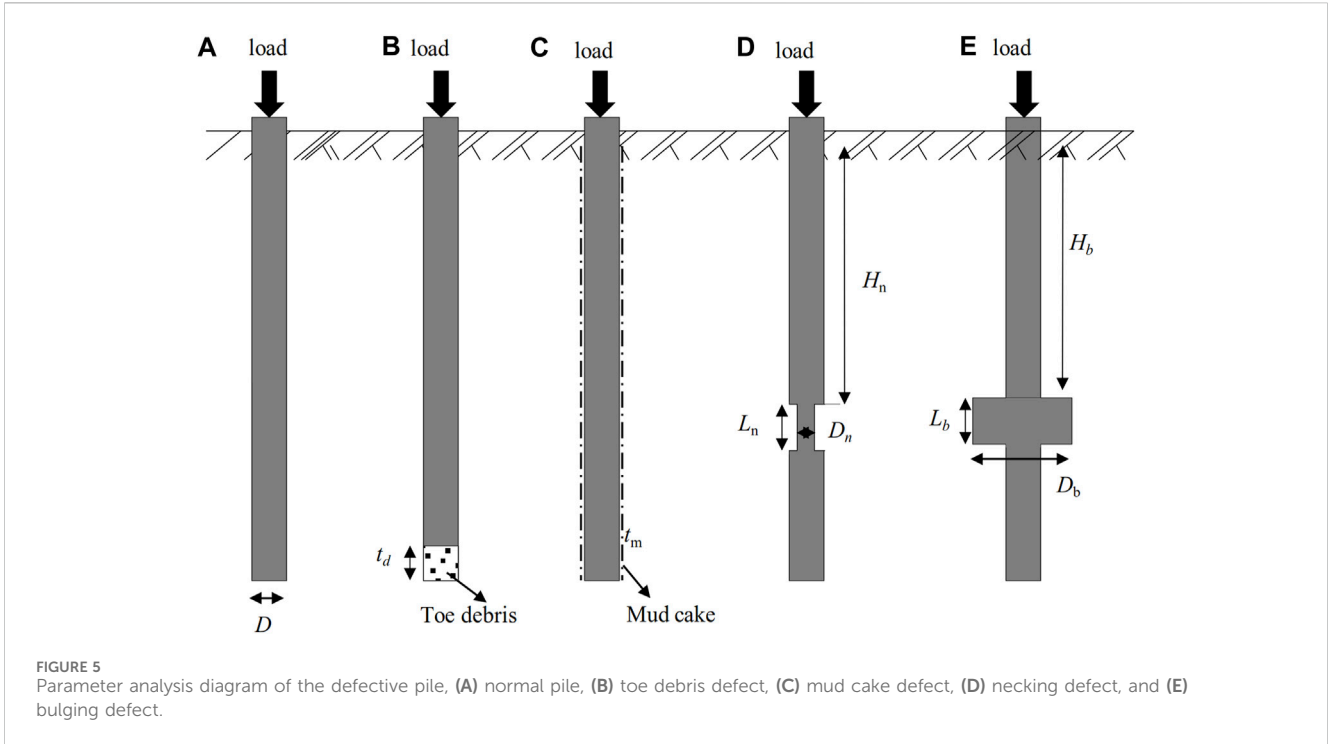 A load B load C load D load E load
H_b
H_n
L_b
L_n D_n
D_b
t_m
t_d
Toe debris Mud cake
D
FIGURE 5
Parameter analysis diagram of the defective pile, (A) normal pile, (B) toe debris defect, (C) mud cake defect, (D) necking defect, and (E)
bulging defect.